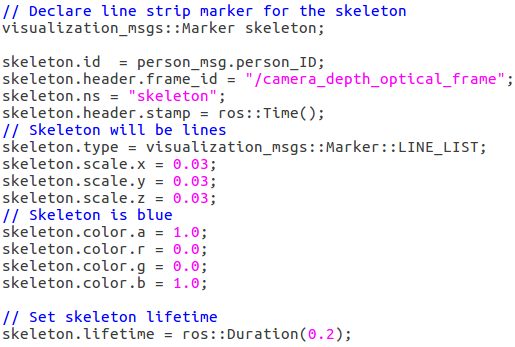 // Declare line strip marker for the skeleton
visualization_msgs::Marker skeleton;
skeleton.id  = person_msg.person_ID;
skeleton.header.frame_id = "/camera_depth_optical_frame";
skeleton.ns = "skeleton";
skeleton.header.stamp = ros::Time();
// Skeleton will be lines
skeleton.type = visualization_msgs::Marker::LINE_LIST;
skeleton.scale.x = 0.03;
skeleton.scale.y = 0.03;
skeleton.scale.z = 0.03;
// Skeleton is blue
skeleton.color.a = 1.0;
skeleton.color.r = 0.0;
skeleton.color.g = 0.0;
skeleton.color.b = 1.0;
// Set skeleton lifetime
skeleton.lifetime = ros::Duration(0.2);